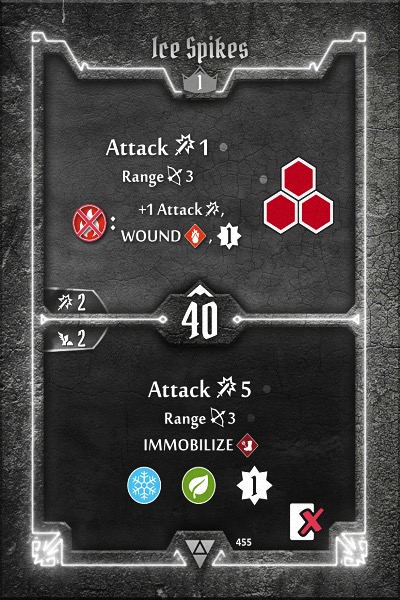 Ice Spikes
1
Attack 1
Range 3
: +1 Attack ,
WOUND , 1
2
40
2
Attack 5
Range 3
IMMOBILIZE
1
455